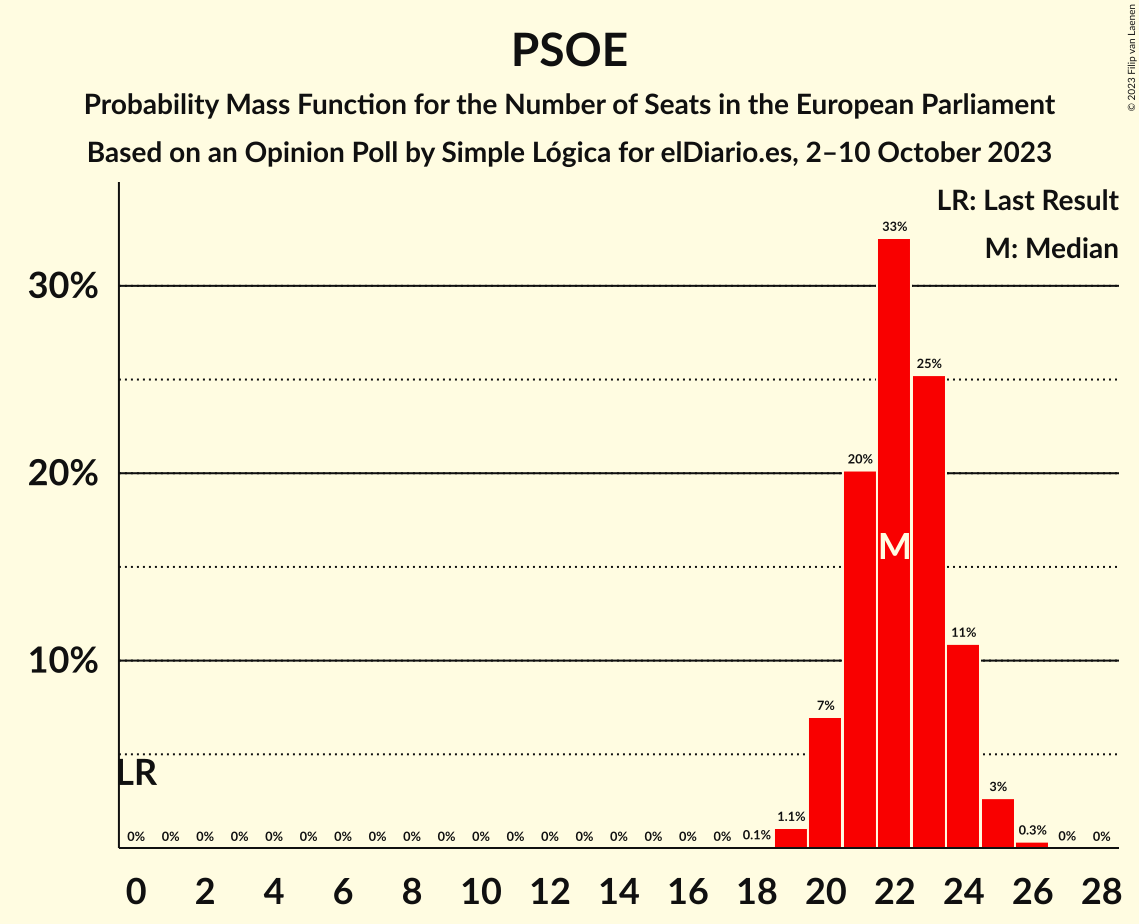 PSOE
Probability Mass Function for the Number of Seats in the European Parliament
Based on an Opinion Poll by Simple Lógica for elDiario.es, 2–10 October 2023
© 2023 Filip van Laenen
LR: Last Result
M: Median
30%
20%
10%
33%
25%
20%
M
11%
7%
LR
3%
1.1%
0.3%
0% 0% 0% 0% 0% 0% 0% 0% 0% 0% 0% 0% 0% 0% 0% 0% 0% 0% 0.1% 0% 0%
0 2 4 6 8 10 12 14 16 18 20 22 24 26 28